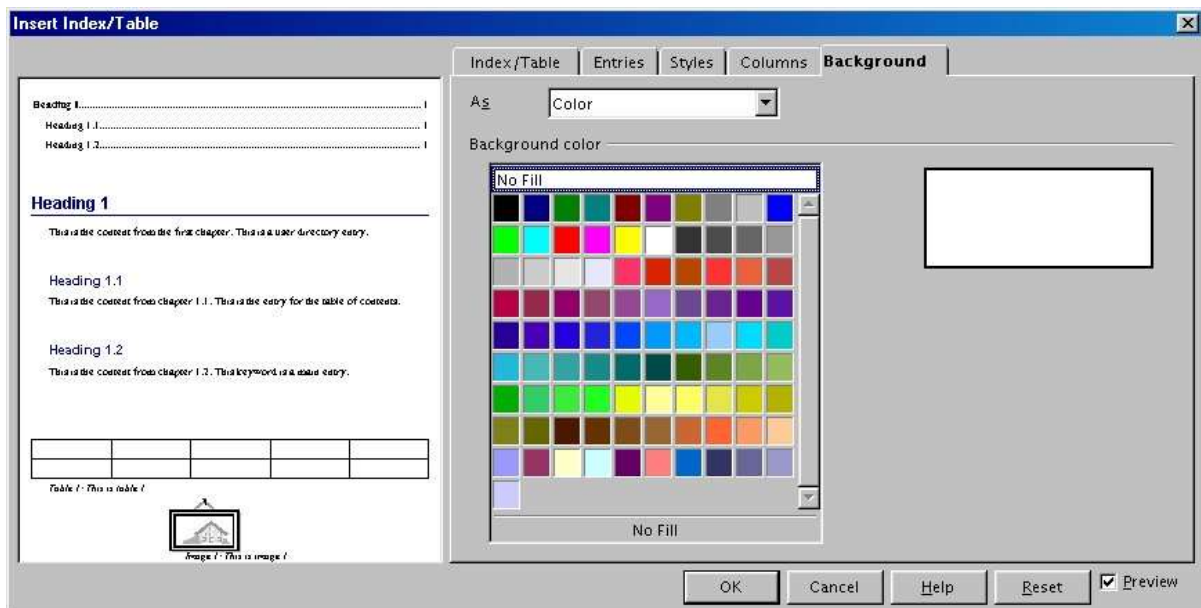 Insert Index/Table
Index/Table Entries Styles Columns Background
As Color
Background color
No Fill
No Fill
Heading 1 1
Heading 1.1 1
Heading 1.2 1
Heading 1
This is the content from the first chapter. This is a user directory entry.
Heading 1.1
This is the content from chapter 1.1. This is the entry for the table of contents.
Heading 1.2
This is the content from chapter 1.2. This keyword is a main entry.
Table 1: This is table 1
Image 1: This is image 1
OK Cancel Help Reset Preview